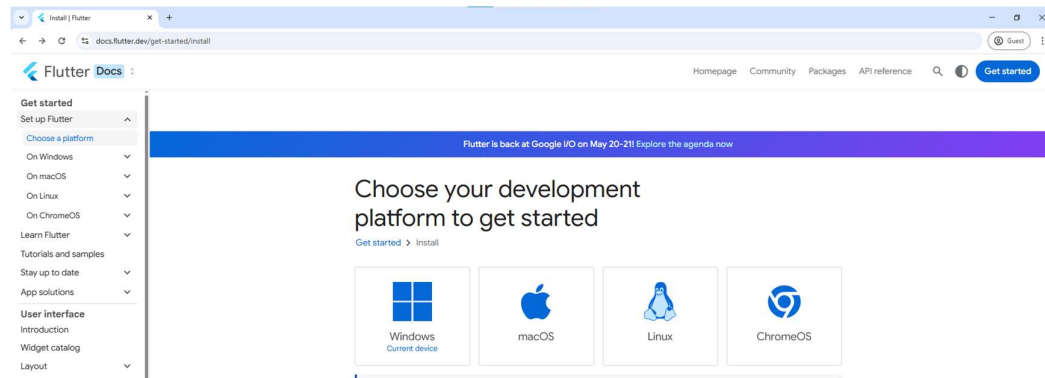 Install | Flutter
docs.flutter.dev/get-started/install
Guest
Flutter Docs
Homepage Community Packages API reference Get started
Get started
Set up Flutter
Choose a platform
On Windows
On macOS
On Linux
On ChromeOS
Learn Flutter
Tutorials and samples
Stay up to date
App solutions
User interface
Introduction
Widget catalog
Layout
Flutter is back at Google I/O on May 20-21! Explore the agenda now
Choose your development
platform to get started
Get started > Install
Windows
Current device
macOS
Linux
ChromeOS